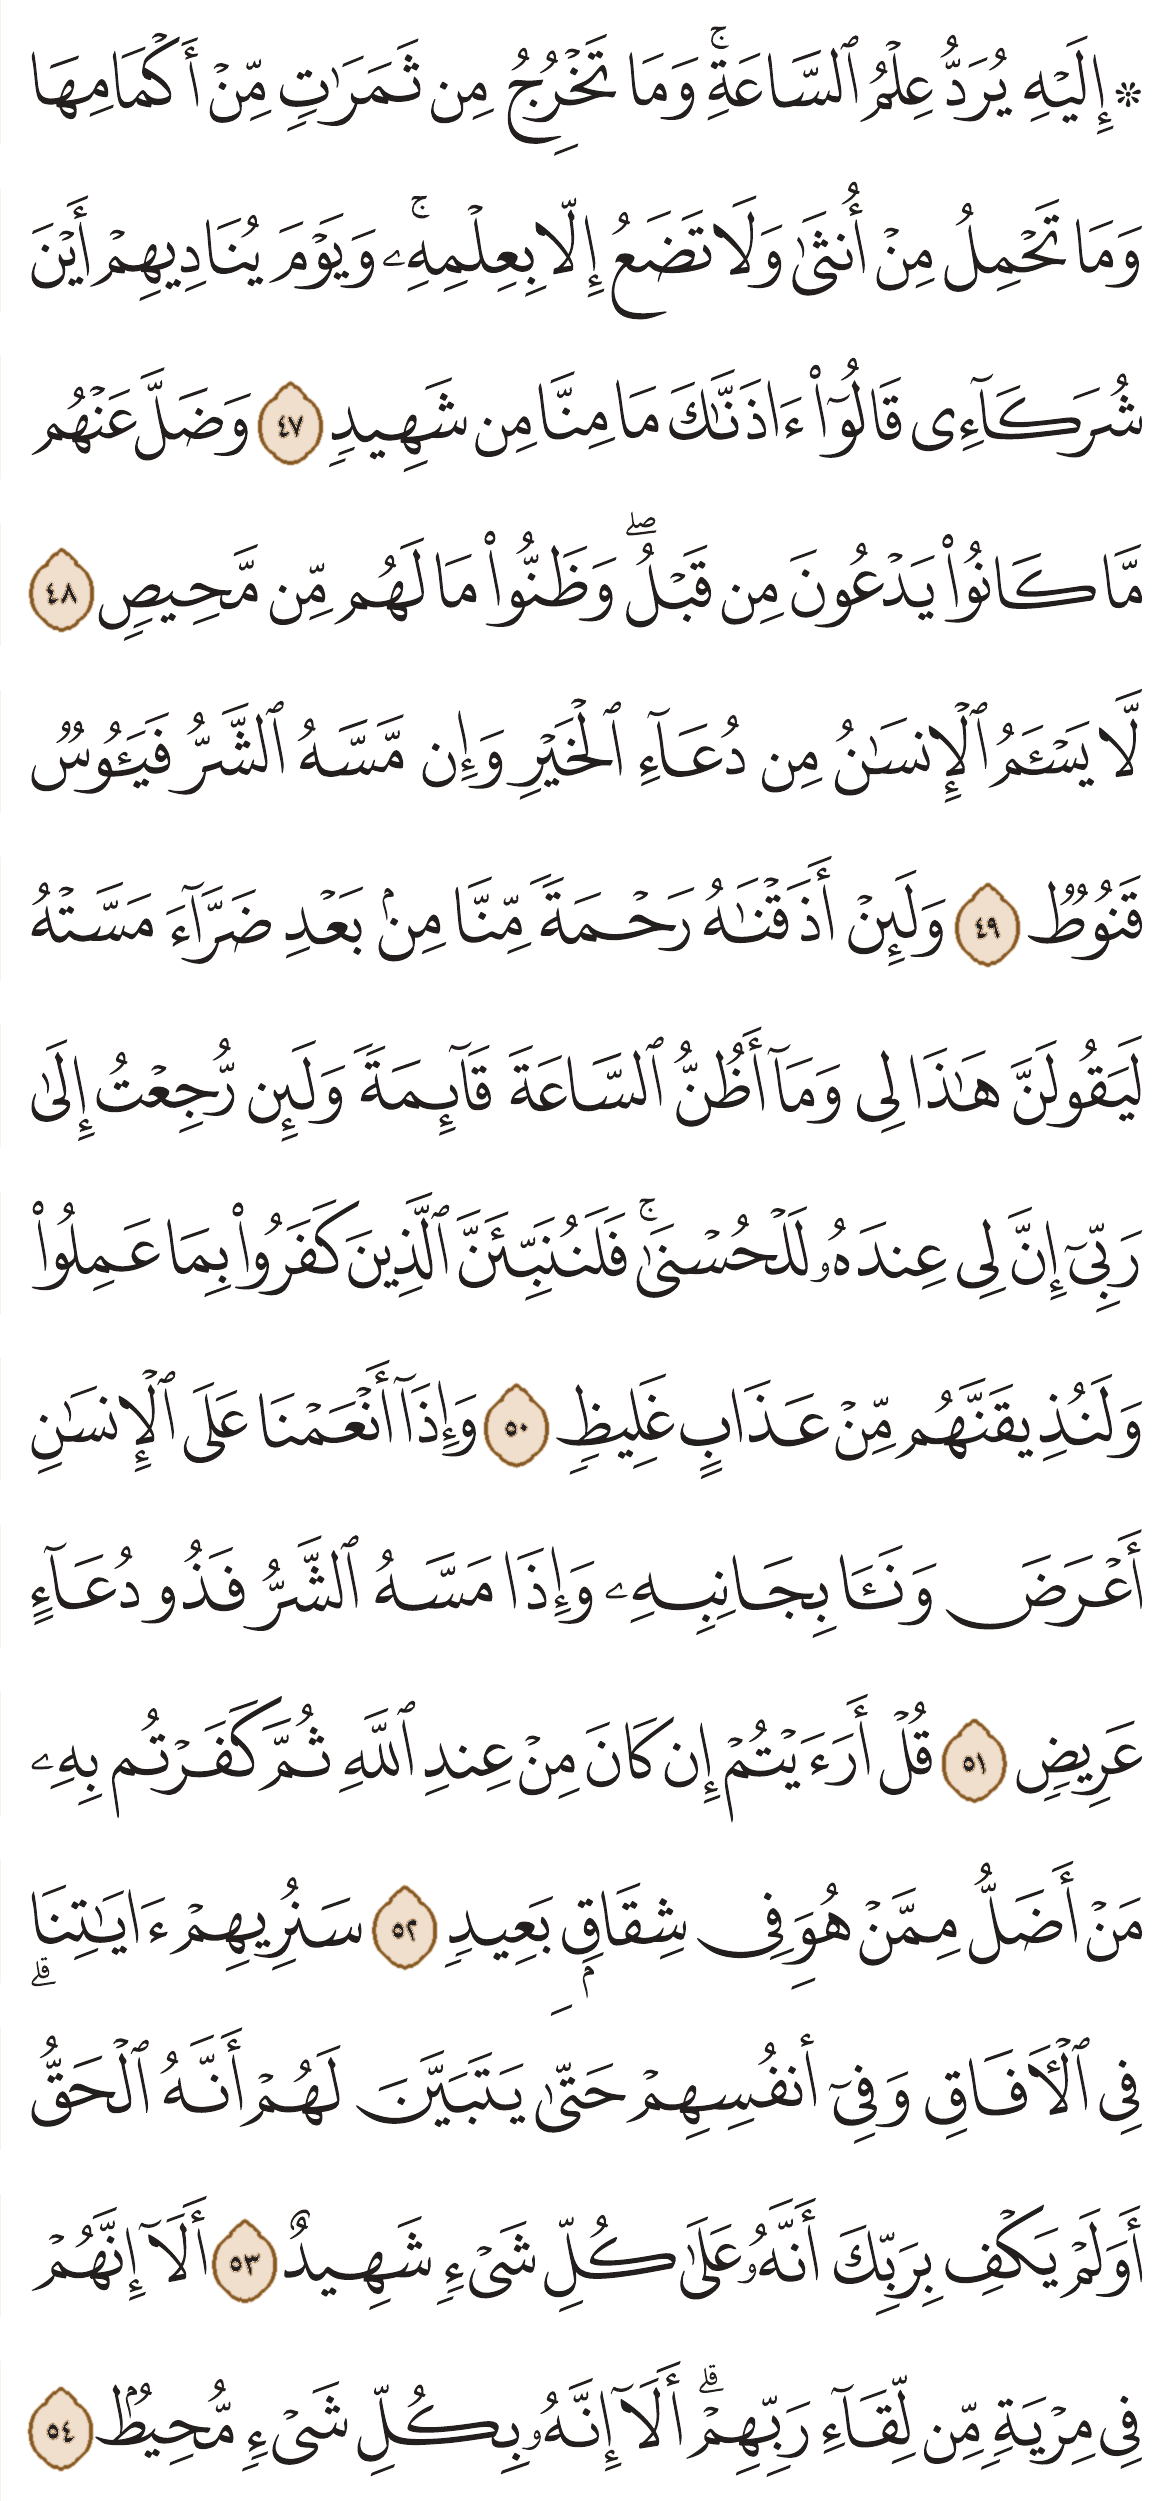 ۞ إِلَيۡهِ يُرَدُّ عِلۡمُ ٱلسَّاعَةِۚ وَمَا تَخۡرُجُ مِن ثَمَرَٰتٖ مِّنۡ أَكۡمَامِهَا
وَمَا تَحۡمِلُ مِنۡ أُنثَىٰ وَلَا تَضَعُ إِلَّا بِعِلۡمِهِۦۚ وَيَوۡمَ يُنَادِيهِمۡ أَيۡنَ
شُرَكَآءِي قَالُوٓاْ ءَاذَنَّٰكَ مَا مِنَّا مِن شَهِيدٖ ٤٧ وَضَلَّ عَنۡهُم
مَّا كَانُواْ يَدۡعُونَ مِن قَبۡلُۖ وَظَنُّواْ مَا لَهُم مِّن مَّحِيصٖ ٤٨
لَّا يَسۡـَٔمُ ٱلۡإِنسَٰنُ مِن دُعَآءِ ٱلۡخَيۡرِ وَإِن مَّسَّهُ ٱلشَّرُّ فَيَـُٔوسٞ
قَنُوطٞ ٤٩ وَلَئِنۡ أَذَقۡنَٰهُ رَحۡمَةٗ مِّنَّا مِنۢ بَعۡدِ ضَرَّآءَ مَسَّتۡهُ
لَيَقُولَنَّ هَٰذَا لِي وَمَآ أَظُنُّ ٱلسَّاعَةَ قَآئِمَةٗ وَلَئِن رُّجِعۡتُ إِلَىٰ
رَبِّيٓ إِنَّ لِي عِندَهُۥ لَلۡحُسۡنَىٰۚ فَلَنُنَبِّئَنَّ ٱلَّذِينَ كَفَرُواْ بِمَا عَمِلُواْ
وَلَنُذِيقَنَّهُم مِّنۡ عَذَابٍ غَلِيظٖ ٥٠ وَإِذَآ أَنۡعَمۡنَا عَلَى ٱلۡإِنسَٰنِ
أَعۡرَضَ وَنَـَٔا بِجَانِبِهِۦ وَإِذَا مَسَّهُ ٱلشَّرُّ فَذُو دُعَآءٍ
عَرِيضٖ ٥١ قُلۡ أَرَءَيۡتُمۡ إِن كَانَ مِنۡ عِندِ ٱللَّهِ ثُمَّ كَفَرۡتُم بِهِۦ
مَنۡ أَضَلُّ مِمَّنۡ هُوَ فِي شِقَاقِۭ بَعِيدٖ ٥٢ سَنُرِيهِمۡ ءَايَٰتِنَا
فِي ٱلۡأٓفَاقِ وَفِيٓ أَنفُسِهِمۡ حَتَّىٰ يَتَبَيَّنَ لَهُمۡ أَنَّهُ ٱلۡحَقُّۗ
أَوَلَمۡ يَكۡفِ بِرَبِّكَ أَنَّهُۥ عَلَىٰ كُلِّ شَيۡءٖ شَهِيدٌ ٥٣ أَلَآ إِنَّهُمۡ
فِي مِرۡيَةٖ مِّن لِّقَآءِ رَبِّهِمۡۗ أَلَآ إِنَّهُۥ بِكُلِّ شَيۡءٖ مُّحِيطُۢ ٥٤